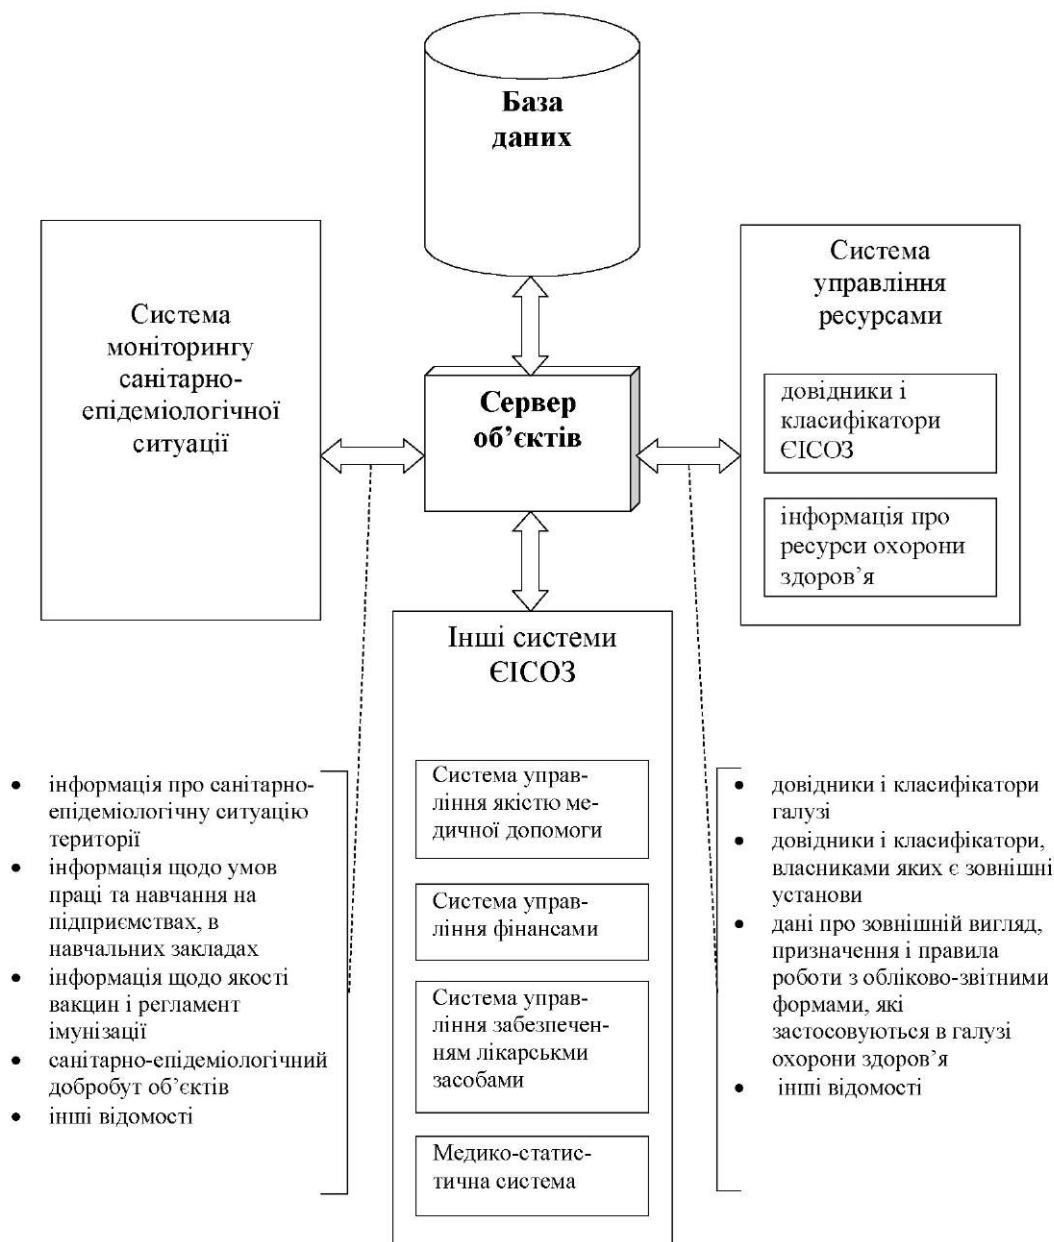 База
даних
Система
моніторингу
санітарно-
епідеміологічної
ситуації
Сервер
об’єктів
Система
управління
ресурсами
довідники і
класифікатори
ЄІСОЗ
інформація про
ресурси охорони
здоров’я
Інші системи
ЄІСОЗ
Система управ-
ління якістю ме-
дичної допомоги
Система управ-
ління фінансами
Система управ-
ління забезпечен-
ням лікарськми
засобами
Медико-статис-
тична система
• інформація про санітарно-
епідеміологічну ситуацію
території
• інформація щодо умов
праці та навчання на
підприємствах, в
навчальних закладах
• інформація щодо якості
вакцин і регламент
імунізації
• санітарно-епідеміологічний
добробут об’єктів
• інші відомості
• довідники і класифікатори
галузі
• довідники і класифікатори,
власниками яких є зовнішні
установи
• дані про зовнішній вигляд,
призначення і правила
роботи з обліково-звітними
формами, які
застосовуються в галузі
охорони здоров’я
• інші відомості